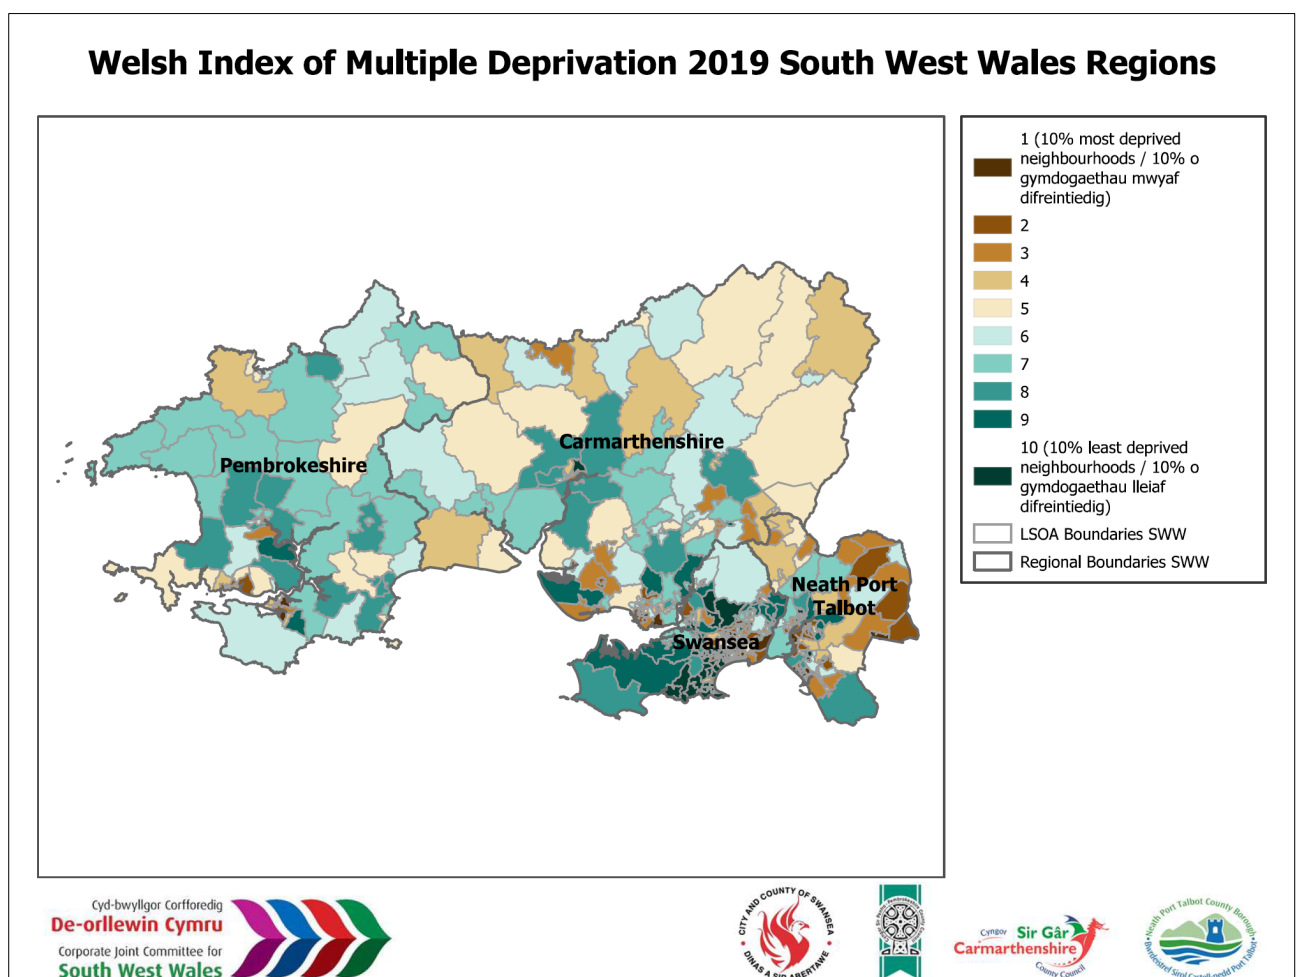 Welsh Index of Multiple Deprivation 2019 South West Wales Regions
Pembrokeshire
Carmarthenshire
Neath Port
Talbot
Swansea
1 (10% most deprived
neighbourhoods / 10% o
gymdogaethau mwyaf
difreintiedig)
2
3
4
5
6
7
8
9
10 (10% least deprived
neighbourhoods / 10% o
gymdogaethau lleiaf
difreintiedig)
LSOA Boundaries SWW
Regional Boundaries SWW
Cyd-bwyllgor Corfforedig
De-orllewin Cymru
Corporate Joint Committee for
South West Wales
CITY AND COUNTY OF SWANSEA
DINAS A SIR ABERTAWE
Cyngor
Sir Gâr
Carmarthenshire
County Council
Neath Port Talbot County Borough